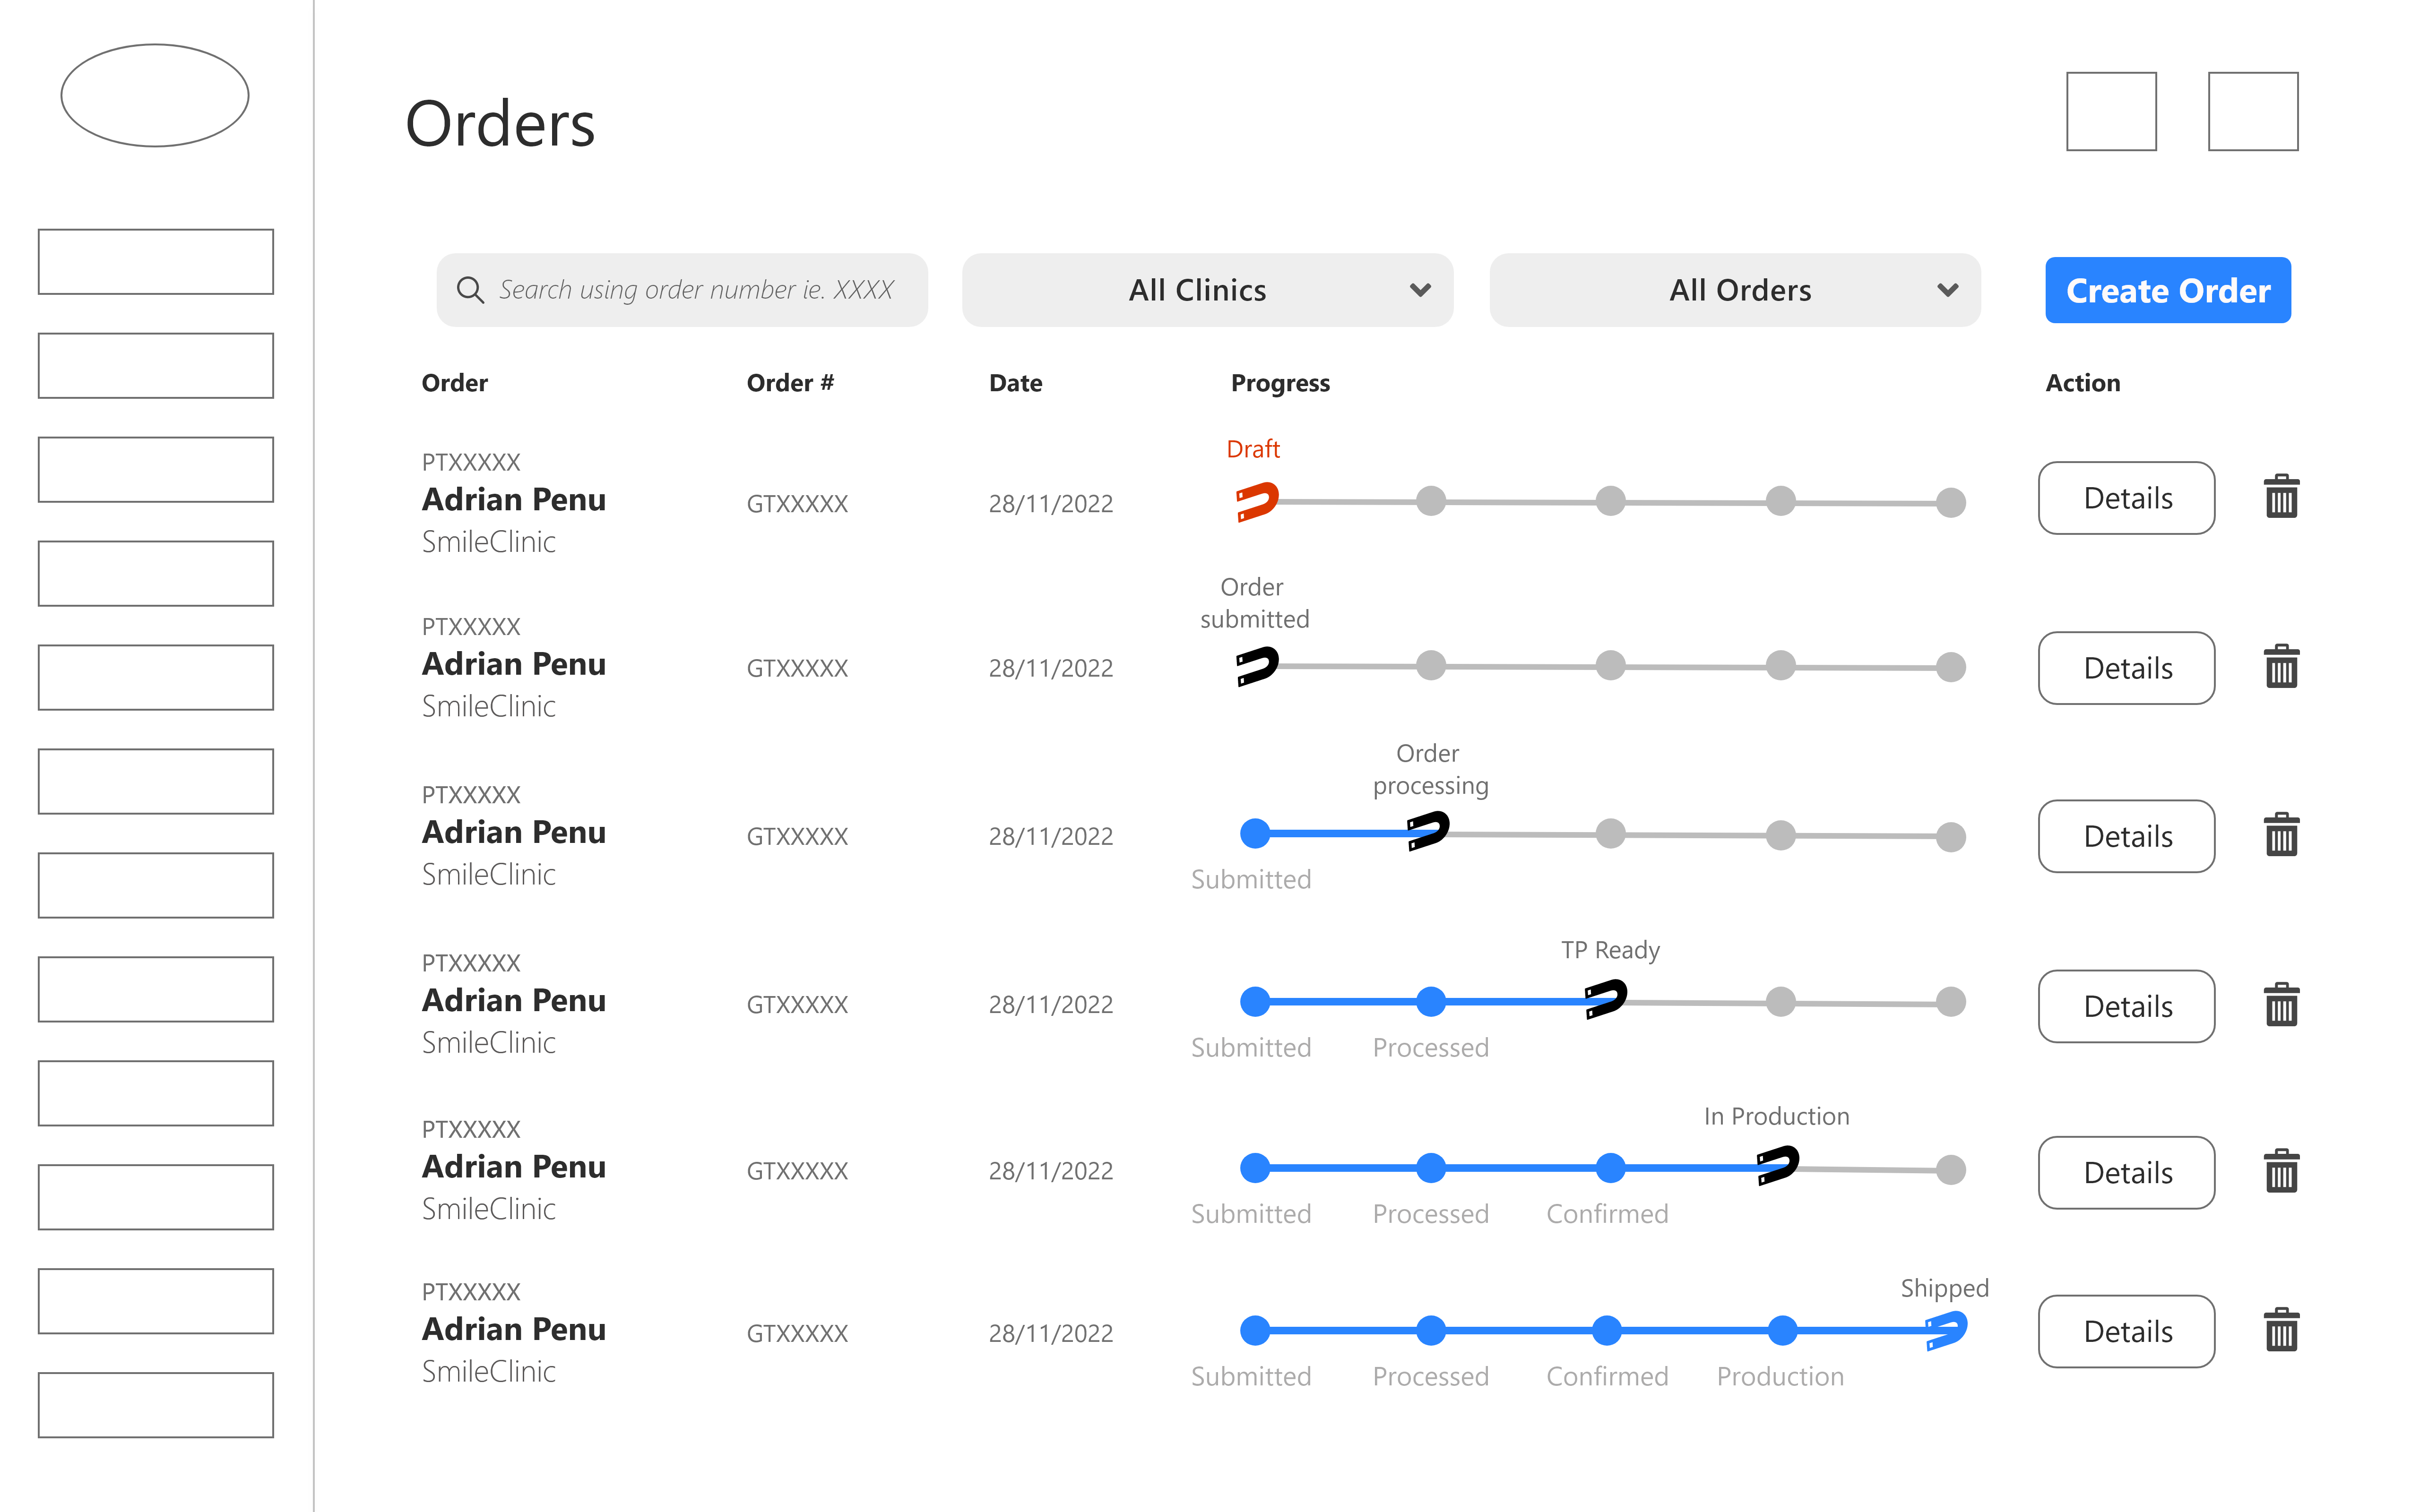 Orders
Search using order number ie. XXXX
All Clinics
All Orders
Create Order
Order
Order #
Date
Progress
Action
PTXXXXX
Adrian Penu
SmileClinic
GTXXXXX
28/11/2022
Draft
Details
PTXXXXX
Adrian Penu
SmileClinic
GTXXXXX
28/11/2022
Order
submitted
Details
PTXXXXX
Adrian Penu
SmileClinic
GTXXXXX
28/11/2022
Order
processing
Submitted
Details
PTXXXXX
Adrian Penu
SmileClinic
GTXXXXX
28/11/2022
TP Ready
Submitted
Processed
Details
PTXXXXX
Adrian Penu
SmileClinic
GTXXXXX
28/11/2022
In Production
Submitted
Processed
Confirmed
Details
PTXXXXX
Adrian Penu
SmileClinic
GTXXXXX
28/11/2022
Shipped
Submitted
Processed
Confirmed
Production
Details